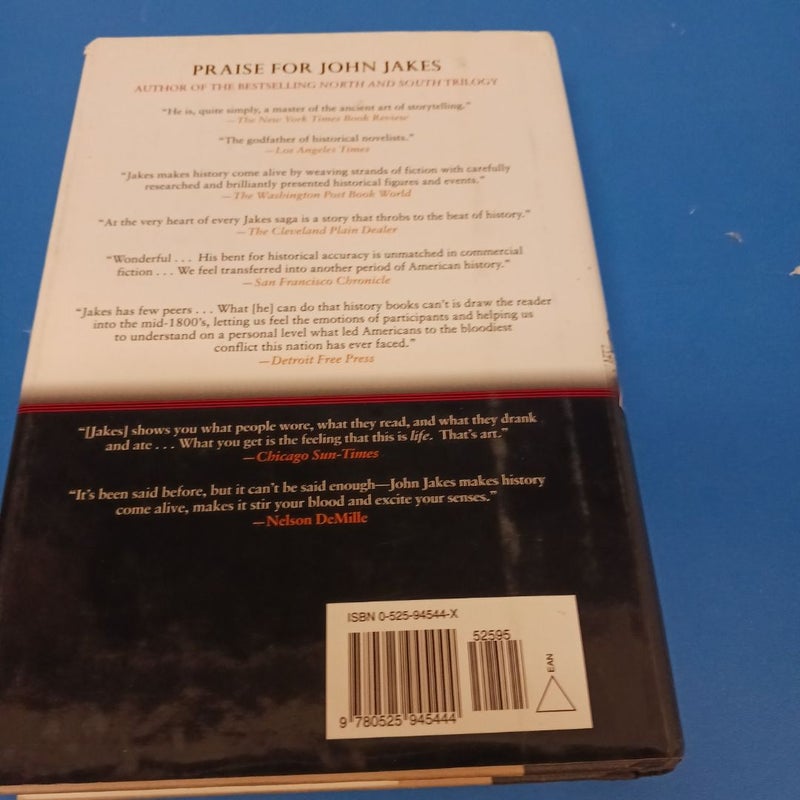 PRAISE FOR JOHN JAKES
AUTHOR OF THE BESTSELLING NORTH AND SOUTH TRILOGY
“He is, quite simply, a master of the ancient art of storytelling.”
—The New York Times Book Review
“The godfather of historical novelists.”
—Los Angeles Times
“Jakes makes history come alive by weaving strands of fiction with carefully
researched and brilliantly presented historical figures and events.”
—The Washington Post Book World
“At the very heart of every Jakes saga is a story that throbs to the beat of history.”
—The Cleveland Plain Dealer
“Wonderful . . . His bent for historical accuracy is unmatched in commercial
fiction . . . We feel transferred into another period of American history.”
—San Francisco Chronicle
“Jakes has few peers . . . What [he] can do that history books can't is draw the reader
into the mid-1800's, letting us feel the emotions of participants and helping us
to understand on a personal level what led Americans to the bloodiest
conflict this nation has ever faced.”
—Detroit Free Press
“[Jakes] shows you what people wore, what they read, and what they drank
and ate . . . What you get is the feeling that this is life. That's art.”
—Chicago Sun-Times
“It's been said before, but it can't be said enough—John Jakes makes history
come alive, makes it stir your blood and excite your senses.”
—Nelson DeMille
ISBN 0-525-94544-X
52595
EAN
9 780525 945444